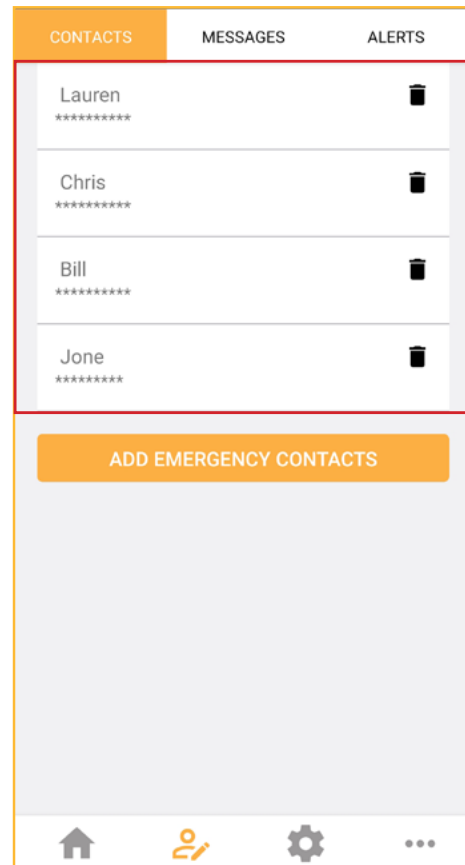 CONTACTS MESSAGES ALERTS
Lauren
**********
Chris
**********
Bill
**********
Jone
*********
ADD EMERGENCY CONTACTS